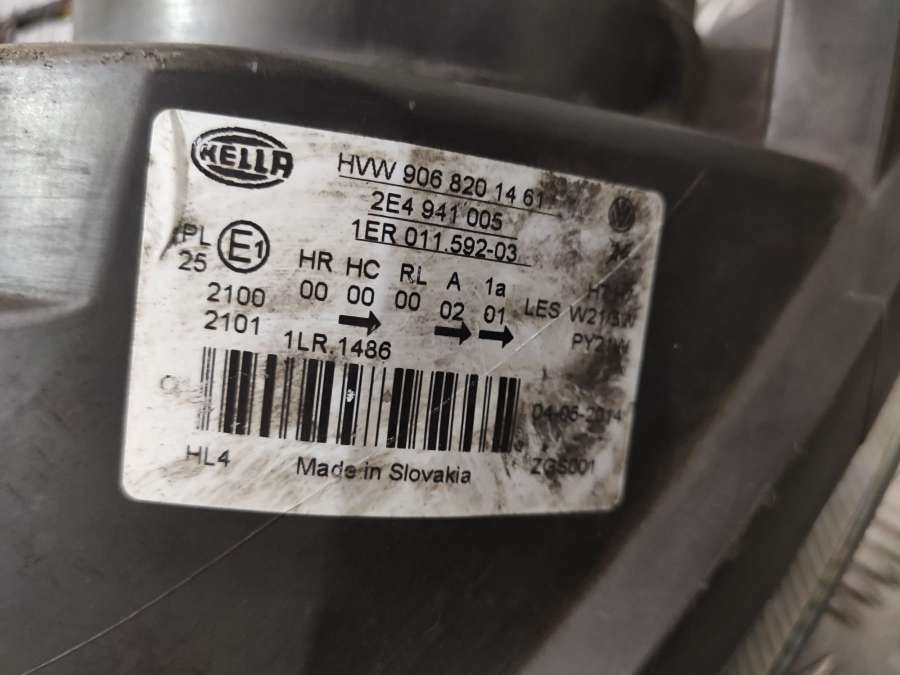 HELLA
HVW 906 820 14 61
2E4 941 005
1ER 011.592-03
PL E1 HR HC RL A 1a
25 00 00 00 02 01 LES
2100
2101
1LR.1486
04-06-2014
HL4 Made in Slovakia ZGS001